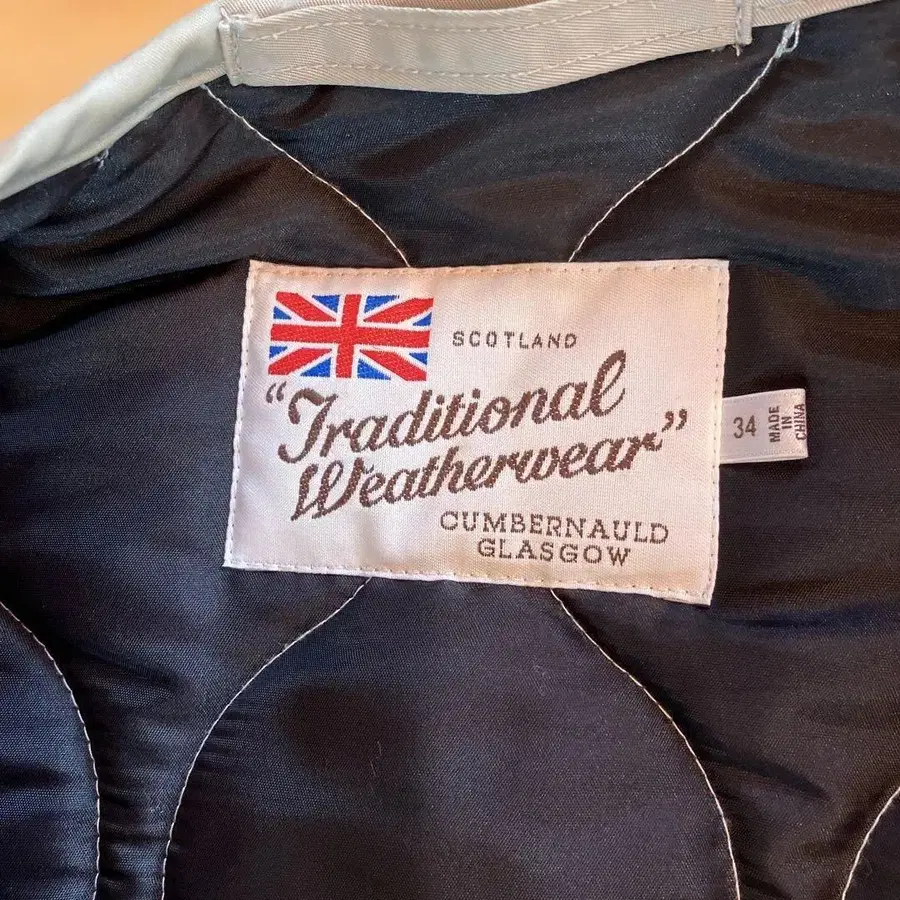 SCOTLAND
"Traditional
Weatherwear"
CUMBERNAULD
GLASGOW
34
MADE
IN
CHINA